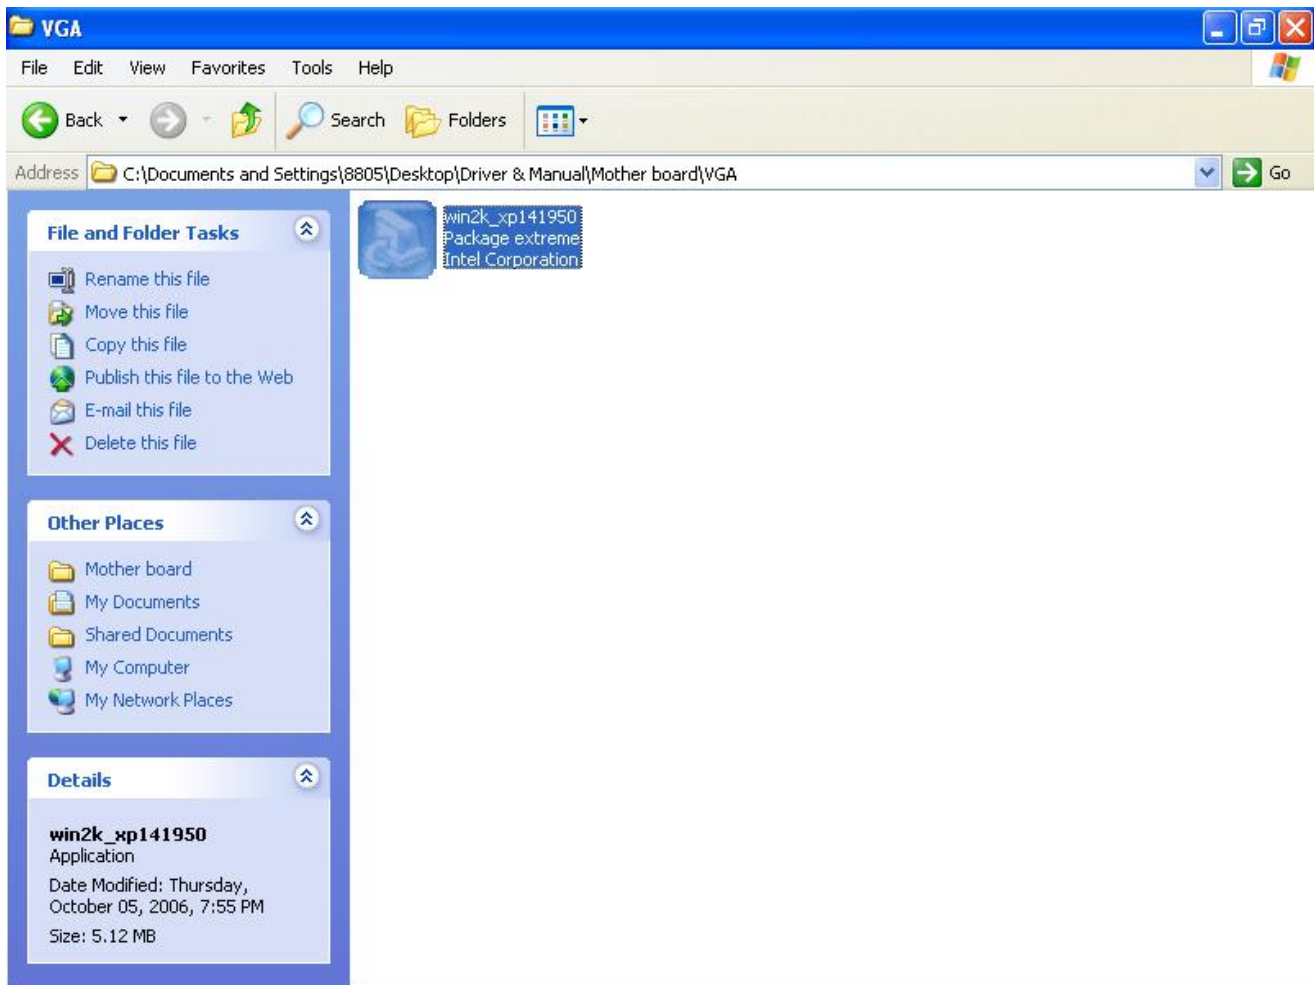 VGA
File Edit View Favorites Tools Help
Back Search Folders
Address C:\Documents and Settings\8805\Desktop\Driver & Manual\Mother board\VGA Go
File and Folder Tasks
Rename this file
Move this file
Copy this file
Publish this file to the Web
E-mail this file
Delete this file
Other Places
Mother board
My Documents
Shared Documents
My Computer
My Network Places
Details
win2k_xp141950
Application
Date Modified: Thursday,
October 05, 2006, 7:55 PM
Size: 5.12 MB
win2k_xp141950
Package extreme
Intel Corporation